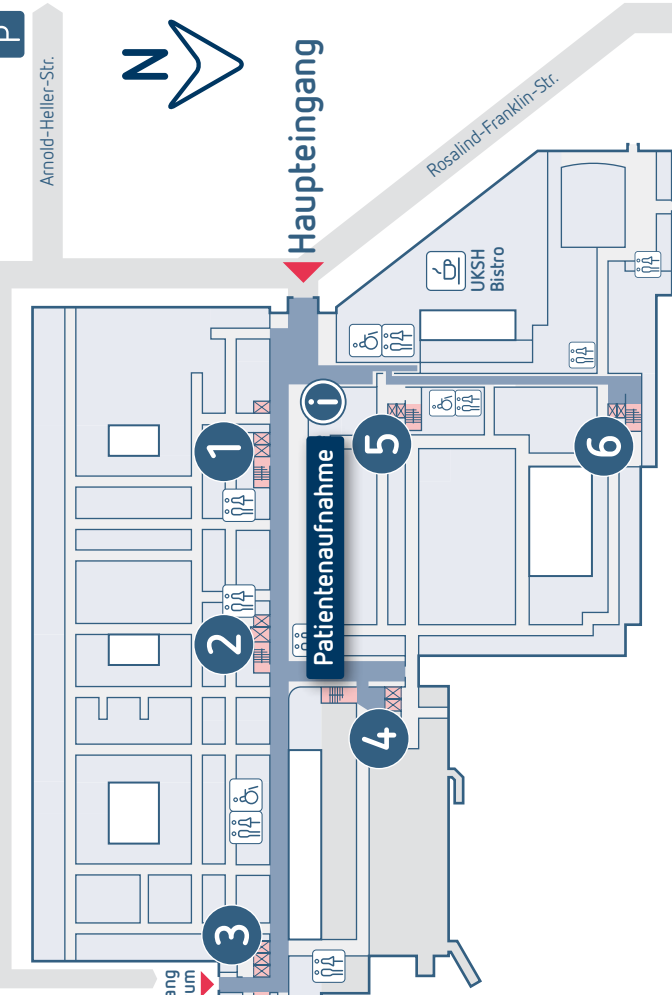 P
Arnold-Heller-Str.
N
Haupteingang
Rosalind-Franklin-Str.
UKSH
Bistro
i
1
Patientenaufnahme
5
6
2
4
3
ang
um